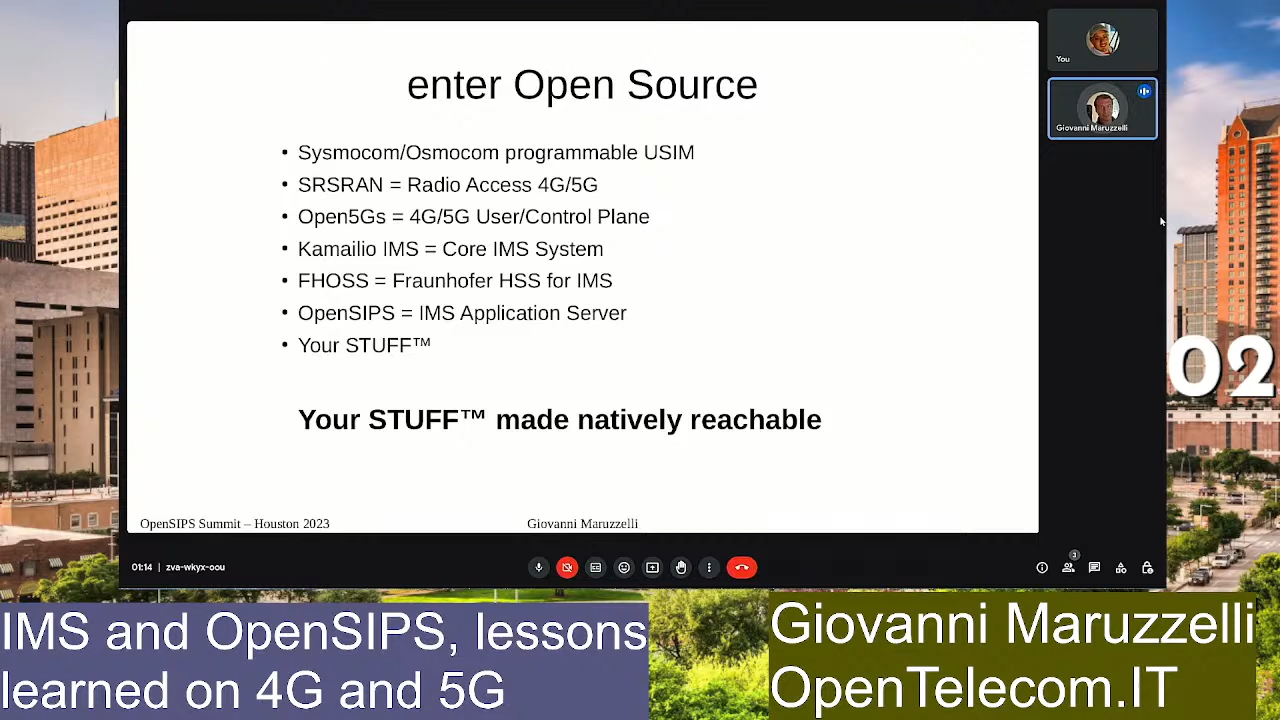 enter Open Source
• Sysmocom/Osmocom programmable USIM
• SRSRAN = Radio Access 4G/5G
• Open5Gs = 4G/5G User/Control Plane
• Kamailio IMS = Core IMS System
• FHOSS = Fraunhofer HSS for IMS
• OpenSIPS = IMS Application Server
• Your STUFF™
Your STUFF™ made natively reachable
OpenSIPS Summit – Houston 2023
Giovanni Maruzzelli
You
Giovanni Maruzzelli
02
01:14 | zva-wkyx-oou
3
IMS and OpenSIPS, lessons
learned on 4G and 5G
Giovanni Maruzzelli
OpenTelecom.IT